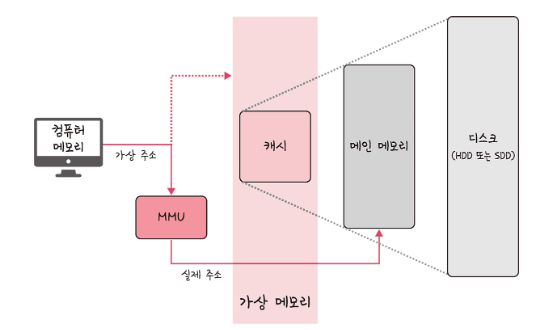 컴퓨터
메모리
가상 주소
MMU
실제 주소
캐시
가상 메모리
메인 메모리
디스크
(HDD 또는 SDD)